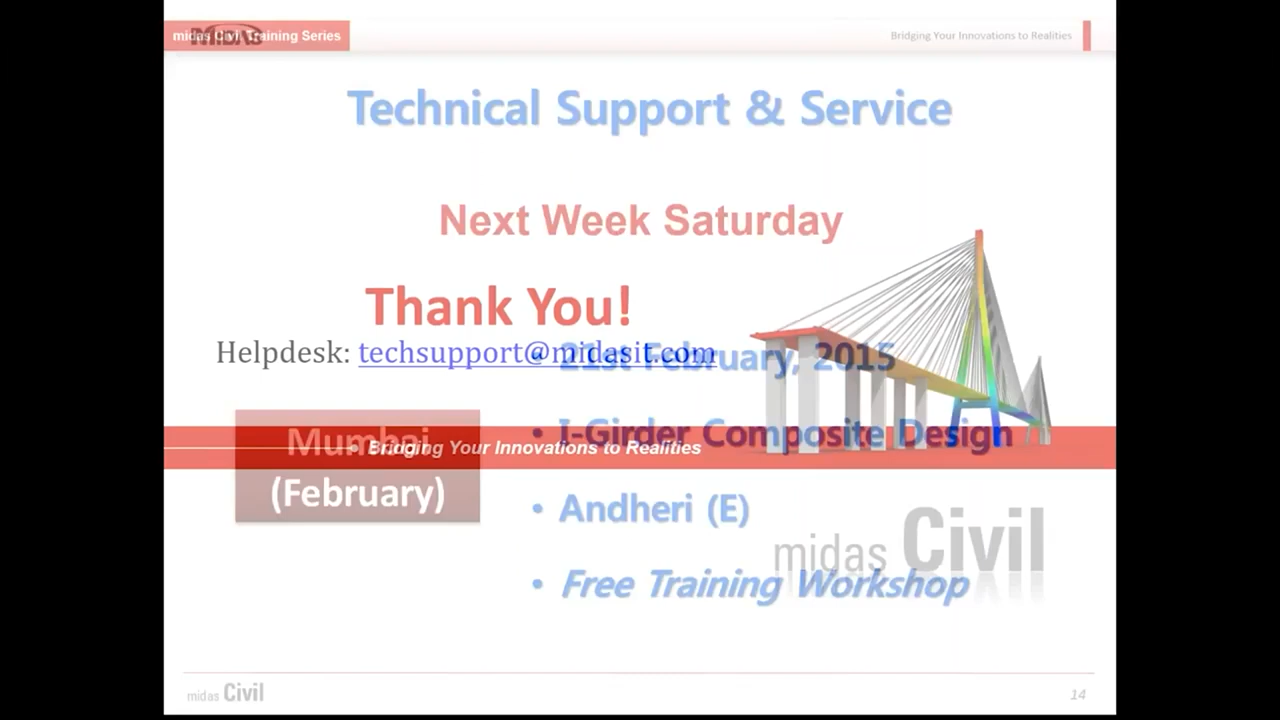 midas Civil Training Series
MIDAS
Bridging Your Innovations to Realities
Technical Support & Service
Next Week Saturday
Thank You!
Helpdesk: techsupport@midasit.com
• 21st February, 2015
Mumbai
(February)
• I-Girder Composite Design
• Bridging Your Innovations to Realities
• Andheri (E)
midas Civil
• Free Training Workshop
midas Civil
14